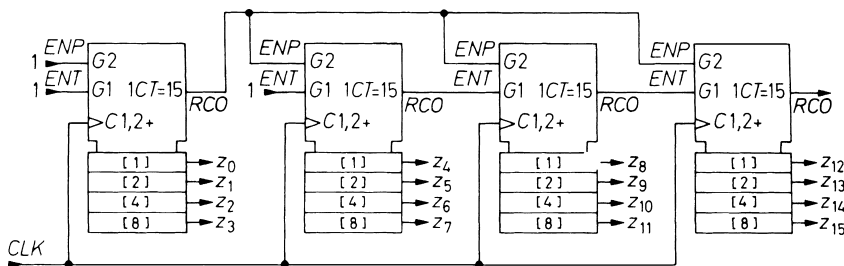 ENP ENP ENP ENP
1 G2 G2 G2 G2
ENT ENT ENT ENT
1 G1 1CT=15 1 G1 1CT=15 G1 1CT=15 G1 1CT=15
RCO RCO RCO RCO
C1,2+ C1,2+ C1,2+ C1,2+
[1] z0 [1] z4 [1] z8 [1] z12
[2] z1 [2] z5 [2] z9 [2] z13
[4] z2 [4] z6 [4] z10 [4] z14
[8] z3 [8] z7 [8] z11 [8] z15
CLK